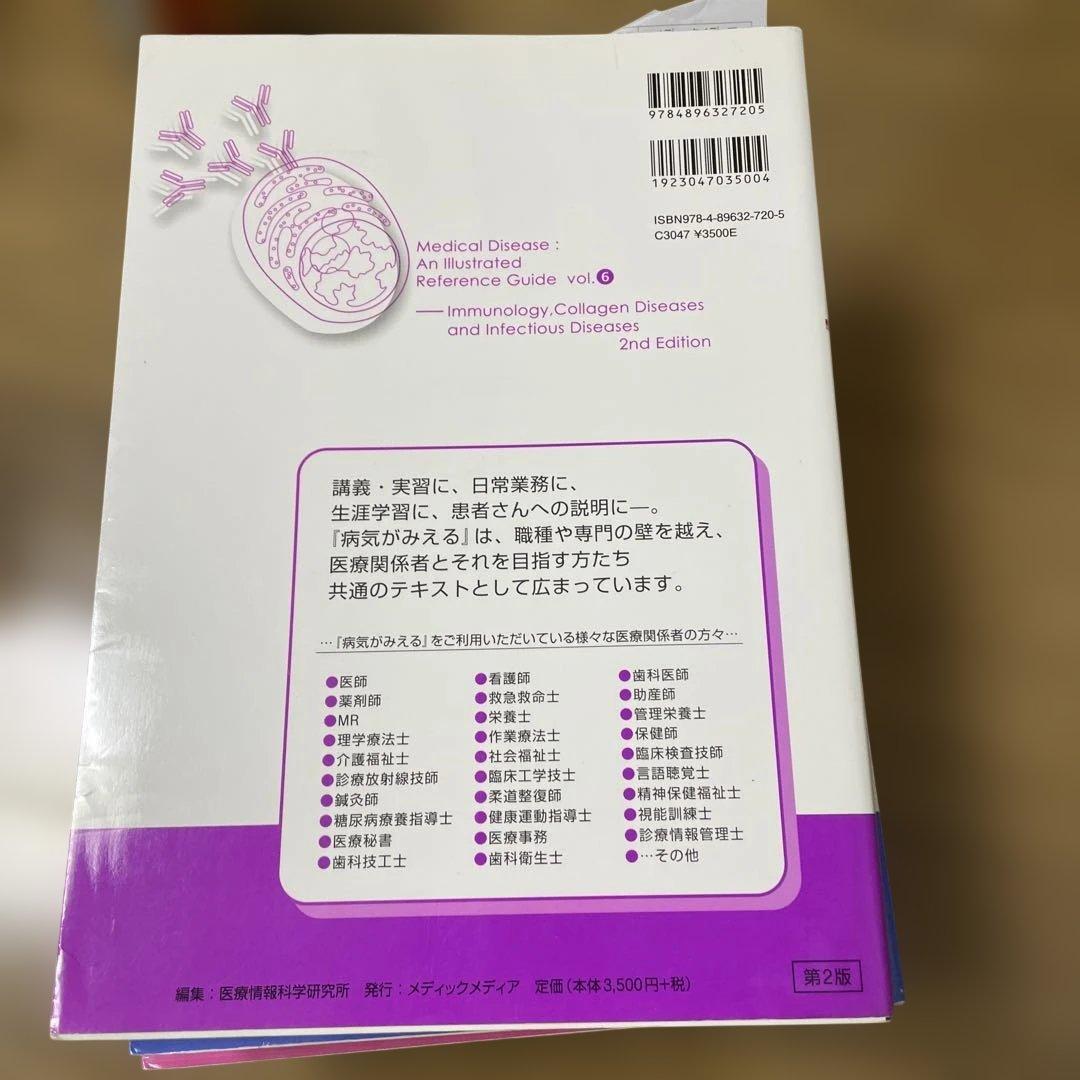 9784896327205
1923047035004
ISBN978-4-89632-720-5
C3047 ¥3500E
Medical Disease :
An Illustrated
Reference Guide vol.❻
── Immunology,Collagen Diseases
and Infectious Diseases
2nd Edition
講義・実習に、日常業務に、
生涯学習に、患者さんへの説明に─。
『病気がみえる』は、職種や専門の壁を越え、
医療関係者とそれを目指す方たち
共通のテキストとして広まっています。
…『病気がみえる』をご利用いただいている様々な医療関係者の方々…
●医師 ●看護師 ●歯科医師
●薬剤師 ●救急救命士 ●助産師
●MR ●栄養士 ●管理栄養士
●理学療法士 ●作業療法士 ●保健師
●介護福祉士 ●社会福祉士 ●臨床検査技師
●診療放射線技師 ●臨床工学技士 ●言語聴覚士
●鍼灸師 ●柔道整復師 ●精神保健福祉士
●糖尿病療養指導士 ●健康運動指導士 ●視能訓練士
●医療秘書 ●医療事務 ●診療情報管理士
●歯科技工士 ●歯科衛生士 ●…その他
編集：医療情報科学研究所 発行：メディックメディア 定価（本体3,500円+税）
第2版